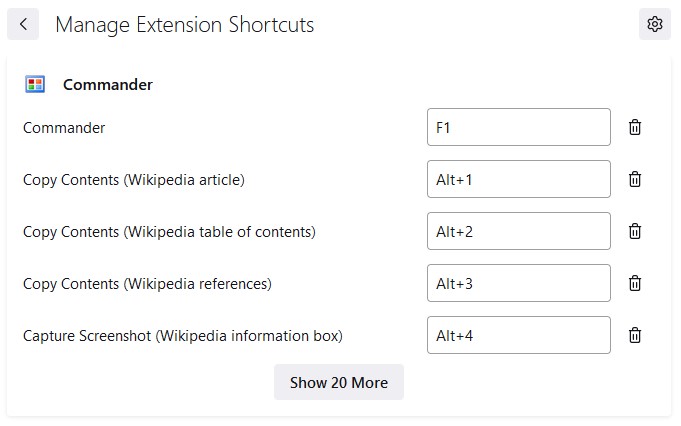 Manage Extension Shortcuts
Commander
Commander F1
Copy Contents (Wikipedia article) Alt+1
Copy Contents (Wikipedia table of contents) Alt+2
Copy Contents (Wikipedia references) Alt+3
Capture Screenshot (Wikipedia information box) Alt+4
Show 20 More